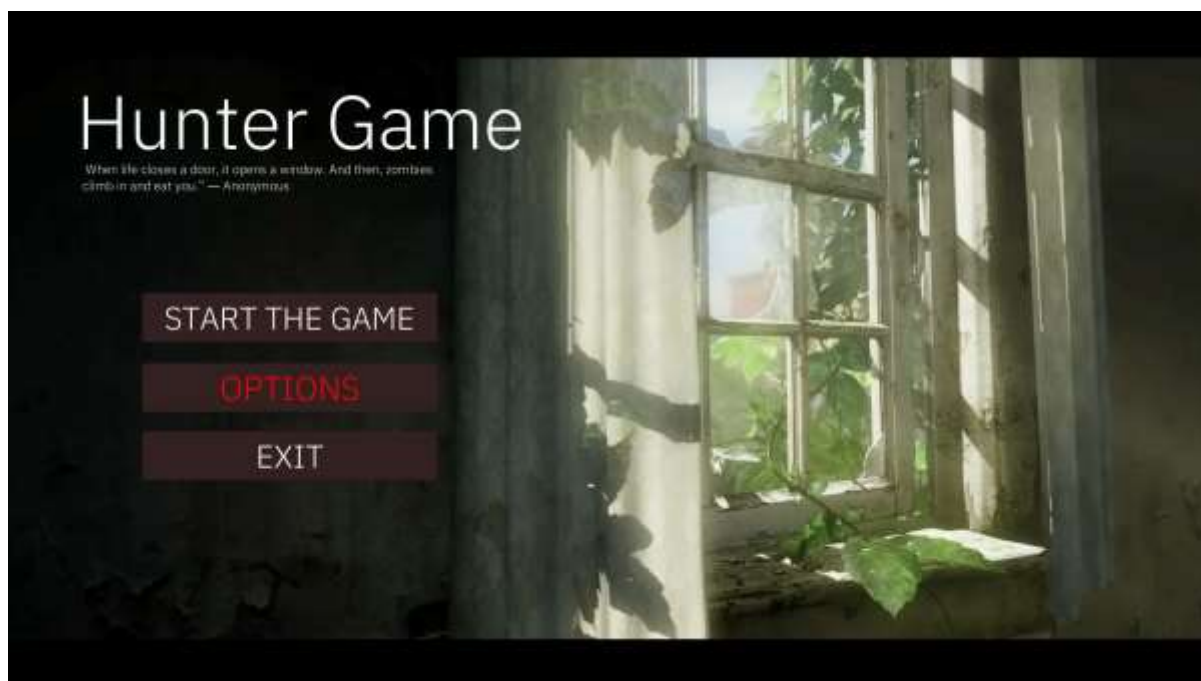 Hunter Game
When life closes a door, it opens a window. And then, zombies
climb in and eat you." — Anonymous
START THE GAME
OPTIONS
EXIT